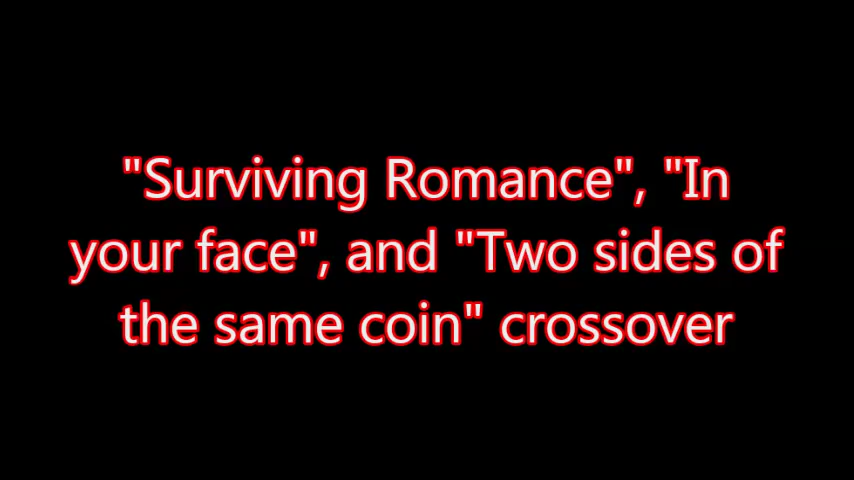 "Surviving Romance", "In
your face", and "Two sides of
the same coin" crossover